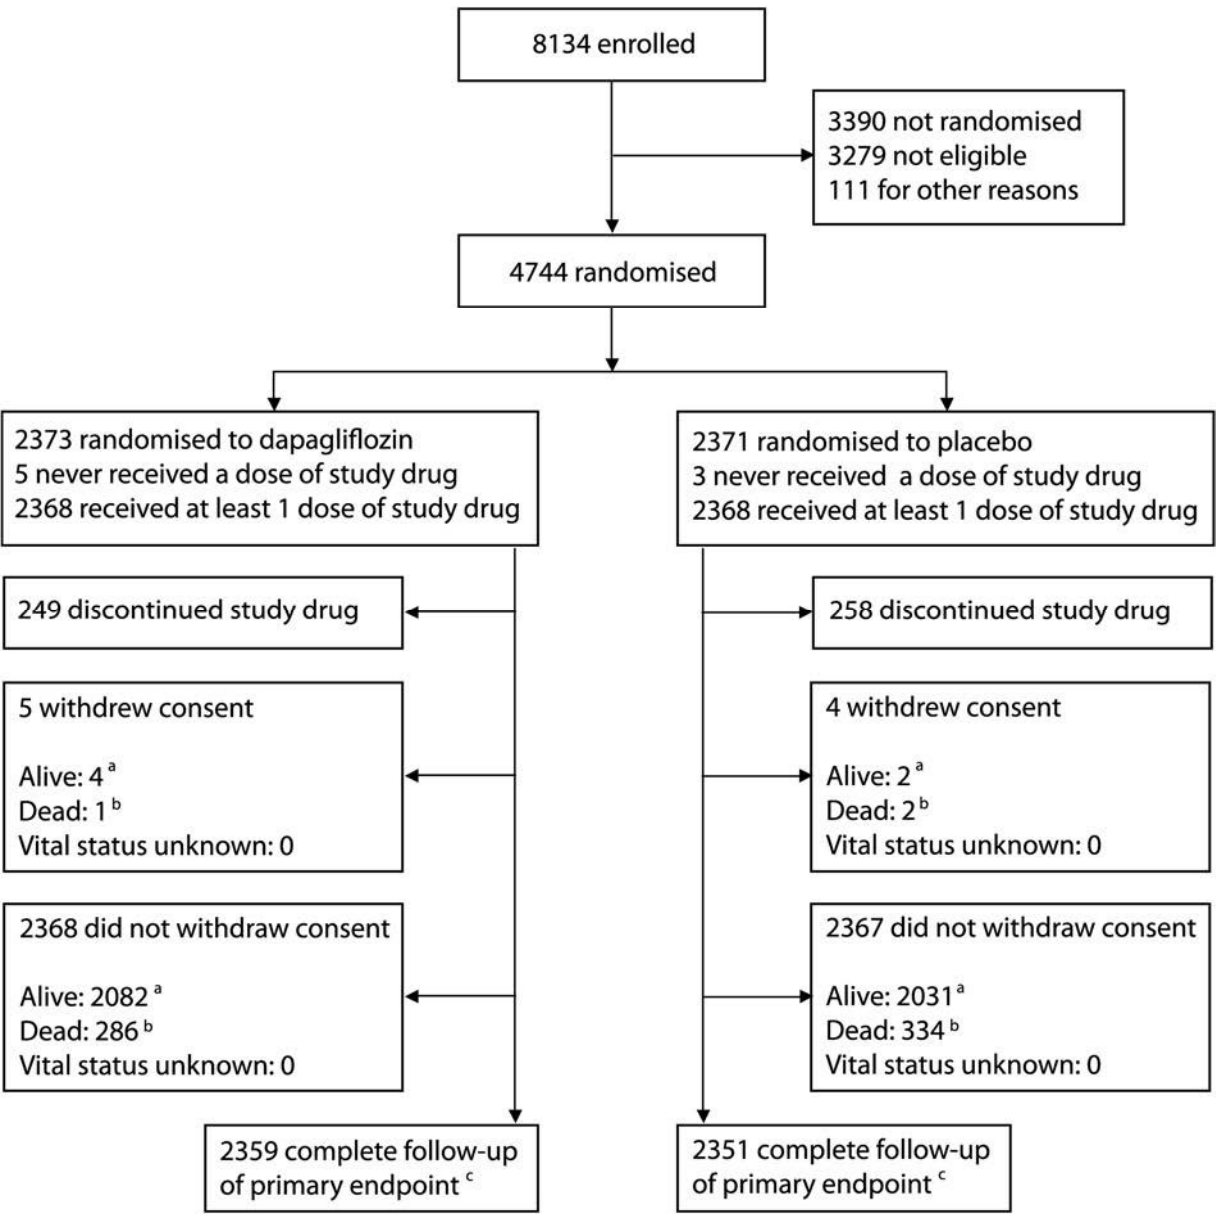 8134 enrolled
3390 not randomised
3279 not eligible
111 for other reasons
4744 randomised
2373 randomised to dapagliflozin
5 never received a dose of study drug
2368 received at least 1 dose of study drug
2371 randomised to placebo
3 never received a dose of study drug
2368 received at least 1 dose of study drug
249 discontinued study drug
258 discontinued study drug
5 withdrew consent
Alive: 4 a
Dead: 1 b
Vital status unknown: 0
4 withdrew consent
Alive: 2 a
Dead: 2 b
Vital status unknown: 0
2368 did not withdraw consent
Alive: 2082 a
Dead: 286 b
Vital status unknown: 0
2367 did not withdraw consent
Alive: 2031 a
Dead: 334 b
Vital status unknown: 0
2359 complete follow-up
of primary endpoint c
2351 complete follow-up
of primary endpoint c